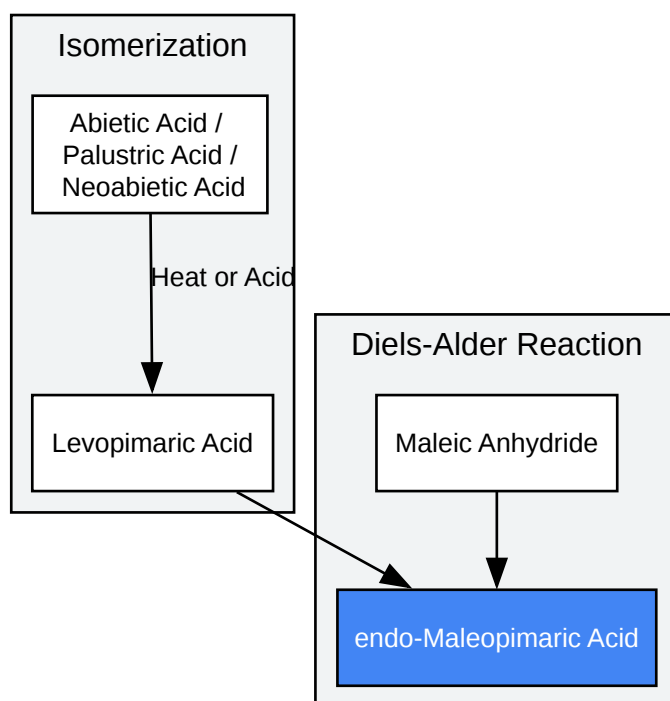 Isomerization
Abietic Acid /
Palustric Acid /
Neoabietic Acid
Heat or Acid
Levopimaric Acid
Diels-Alder Reaction
Maleic Anhydride
endo-Maleopimaric Acid